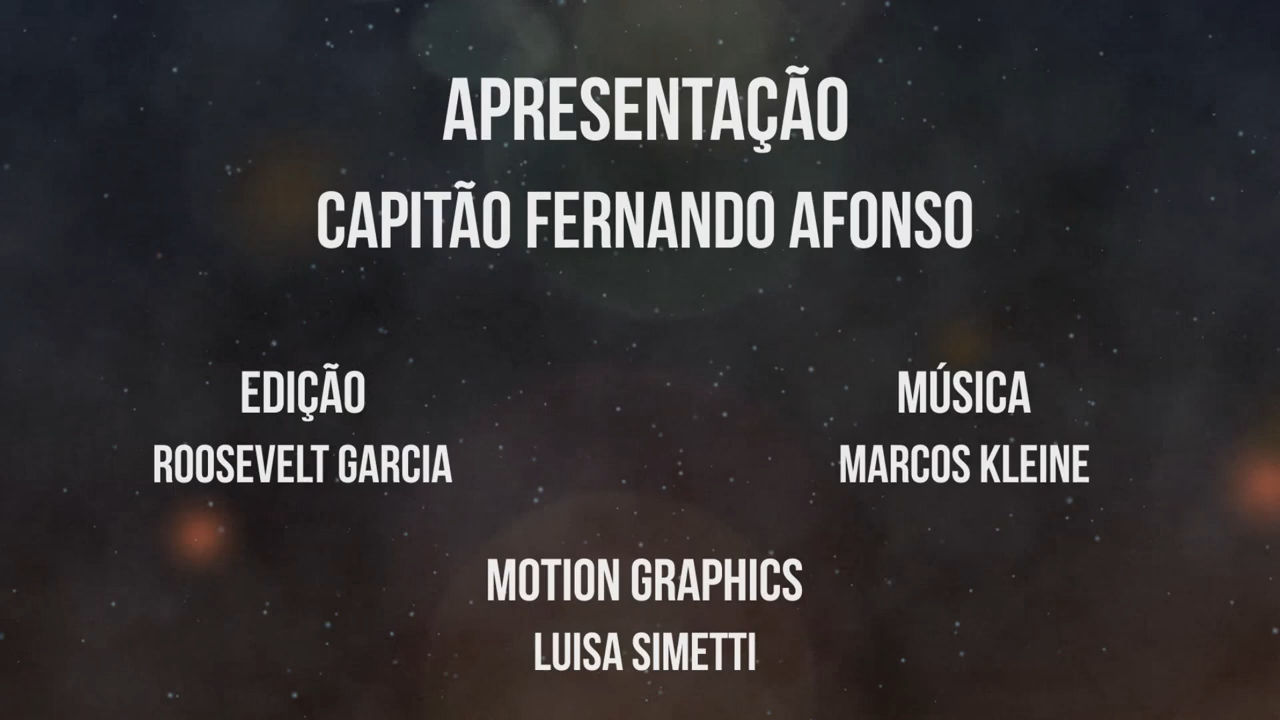 APRESENTAÇÃO
CAPITÃO FERNANDO AFONSO
EDIÇÃO
ROOSEVELT GARCIA
MÚSICA
MARCOS KLEINE
MOTION GRAPHICS
LUISA SIMETTI